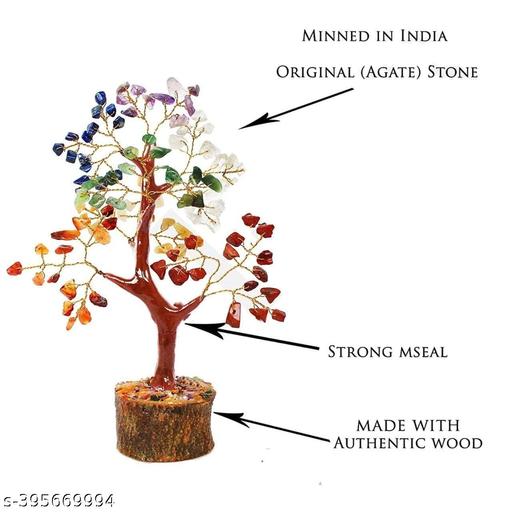 MINNED IN INDIA
ORIGINAL (AGATE) STONE
STRONG MSEAL
MADE WITH
AUTHENTIC WOOD
s-395669994